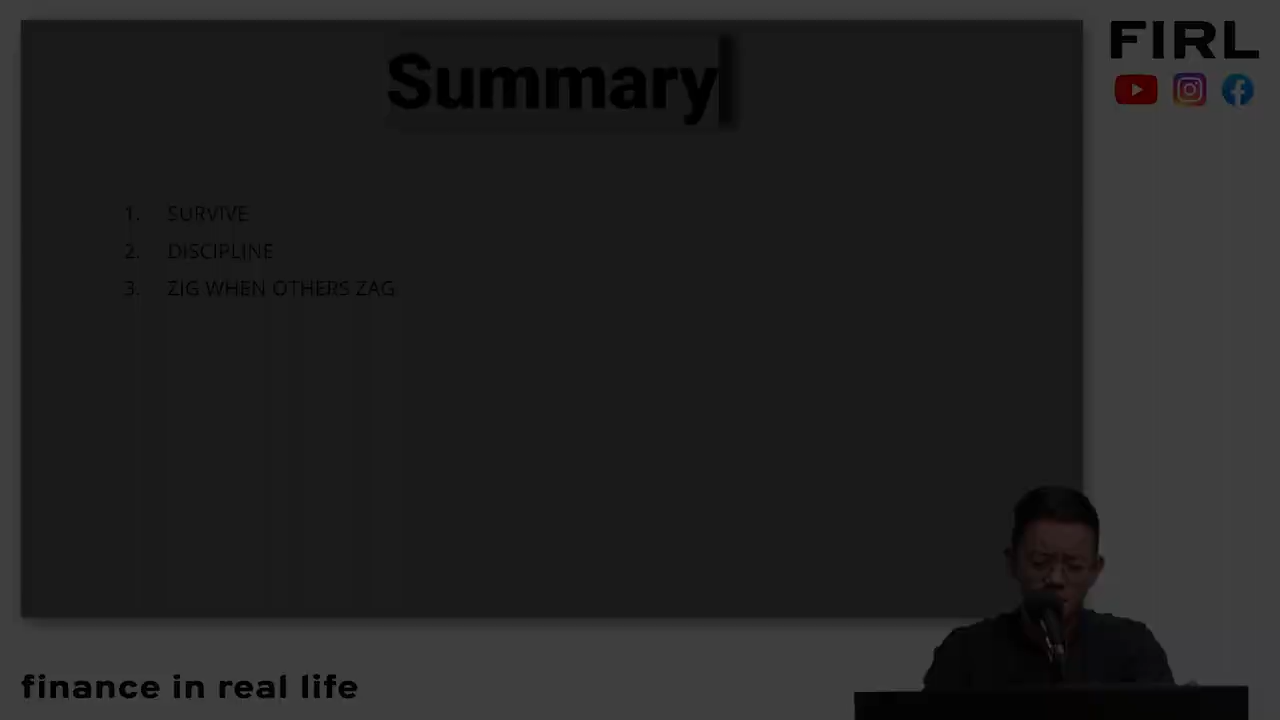 Summary
FIRL
1. SURVIVE
2. DISCIPLINE
3. ZIG WHEN OTHERS ZAG
finance in real life